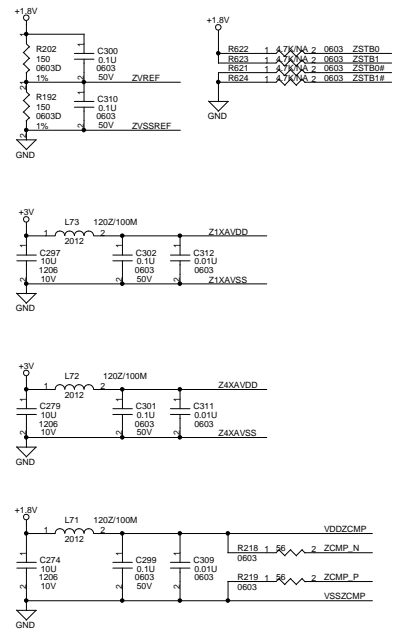 +1.8V
R202
150
0603D
1%
C300
0.1U
0603
50V
ZVREF
R192
150
0603D
1%
C310
0.1U
0603
50V
ZVSSREF
GND
+1.8V
R622 1 4.7K/NA 2 0603 ZSTB0
R623 1 4.7K/NA 2 0603 ZSTB1
R621 1 4.7K/NA 2 0603 ZSTB0#
R624 1 4.7K/NA 2 0603 ZSTB1#
GND
+3V
L73 120Z/100M
1 2 Z1XAVDD
2012
C297
10U
1206
10V
C302
0.1U
0603
50V
C312
0.01U
0603
Z1XAVSS
GND
+3V
L72 120Z/100M
1 2 Z4XAVDD
2012
C279
10U
1206
10V
C301
0.1U
0603
50V
C311
0.01U
0603
Z4XAVSS
GND
+1.8V
L71 120Z/100M
1 2 VDDZCMP
2012
C274
10U
1206
10V
C299
0.1U
0603
50V
C309
0.01U
0603
R218 1 56 2 ZCMP_N
0603
R219 1 56 2 ZCMP_P
0603
VSSZCMP
GND